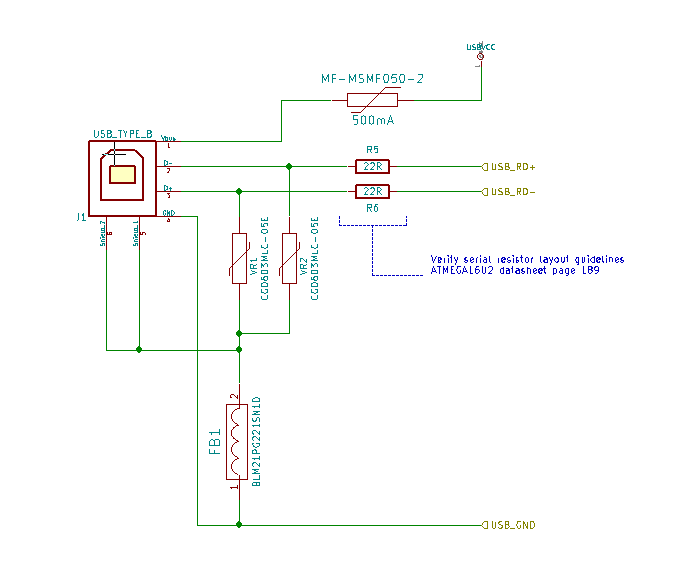 USBVCC
MF-MSMF050-2
500mA
USB_TYPE_B
Vbus
1
D-
2
D+
3
GND
4
J1
Shield_2
6
Shield_1
5
R5
22R
USB_RD+
22R
USB_RD-
R6
VR1
CGD603MLC-05E
VR2
CGD603MLC-05E
Verify serial resistor layout guidelines
ATMEGA16U2 datasheet page 189
2
FB1
BLM21PG221SN1D
1
USB_GND